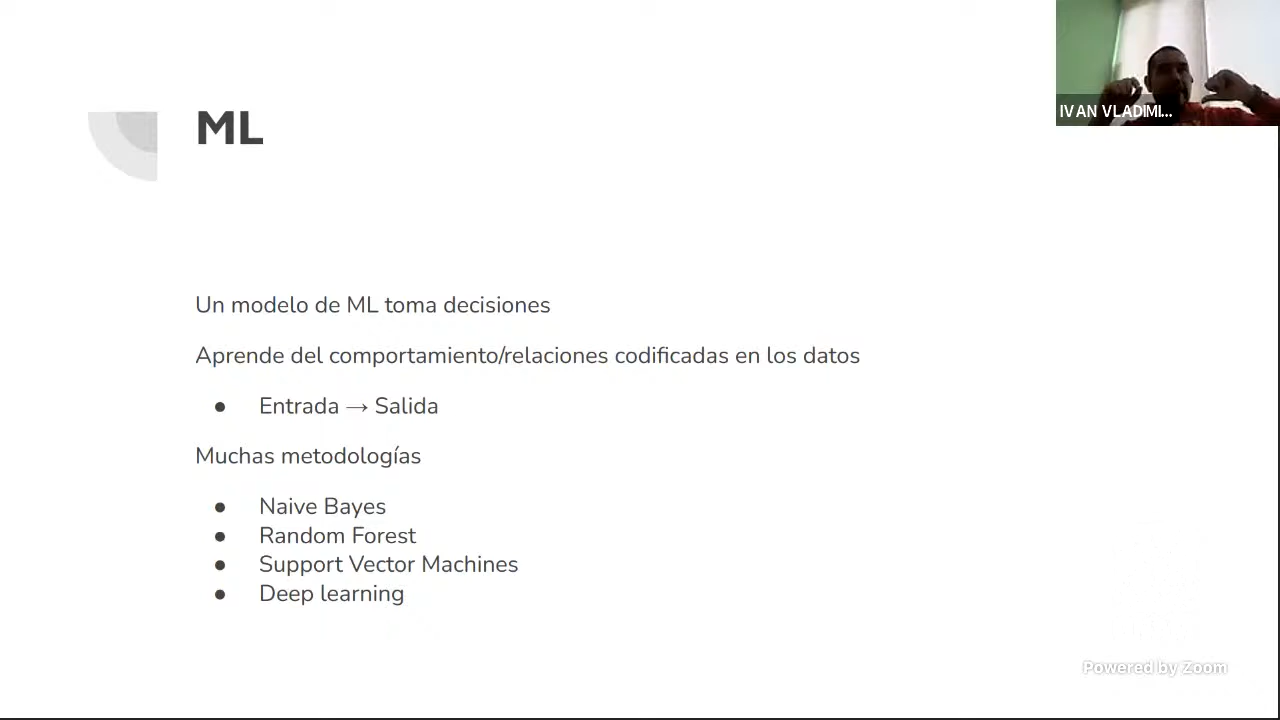 IVAN VLADIMI...
ML
Un modelo de ML toma decisiones
Aprende del comportamiento/relaciones codificadas en los datos
● Entrada → Salida
Muchas metodologías
● Naive Bayes
● Random Forest
● Support Vector Machines
● Deep learning
Powered by Zoom